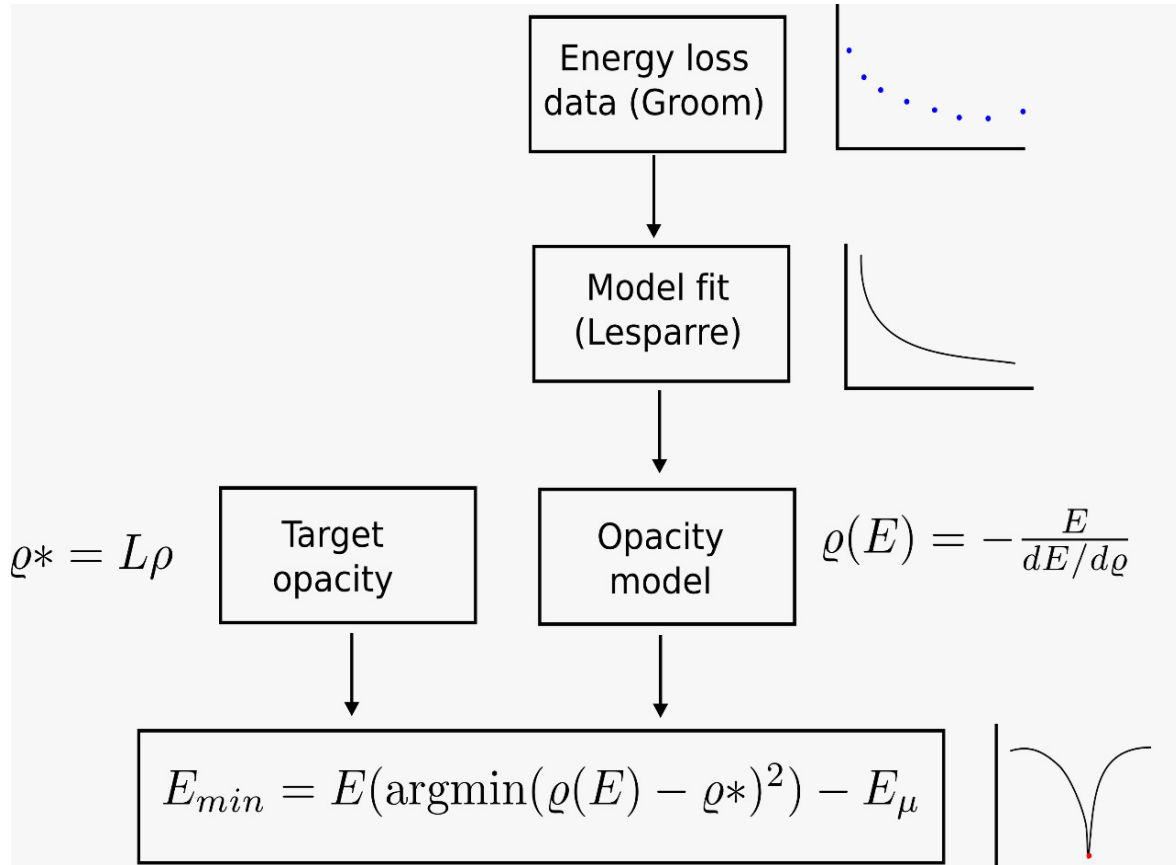 Energy loss
data (Groom)
Model fit
(Lesparre)
ϱ* = Lρ
Target
opacity
Opacity
model
ϱ(E) = −E/(dE/dϱ)
E_min = E(argmin(ϱ(E) − ϱ*)²) − E_μ